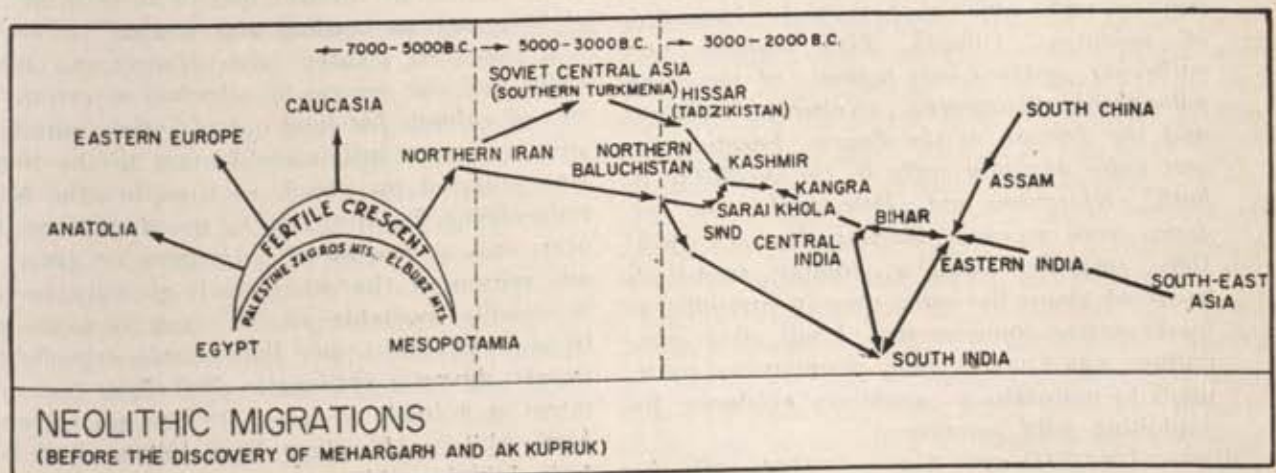 7000-5000 B.C.
5000-3000 B.C.
3000-2000 B.C.
SOVIET CENTRAL ASIA
(SOUTHERN TURKMENIA)
HISSAR
(TADZIKISTAN)
CAUCASIA
SOUTH CHINA
EASTERN EUROPE
NORTHERN IRAN
NORTHERN
BALUCHISTAN
KASHMIR
ASSAM
KANGRA
ANATOLIA
FERTILE CRESCENT
SARAI KHOLA
BIHAR
SIND
CENTRAL
INDIA
PALESTINE ZAGROS MTS. ELBURZ MTS.
EASTERN INDIA
SOUTH-EAST
ASIA
EGYPT
MESOPOTAMIA
SOUTH INDIA
NEOLITHIC MIGRATIONS
(BEFORE THE DISCOVERY OF MEHARGARH AND AK KUPRUK)